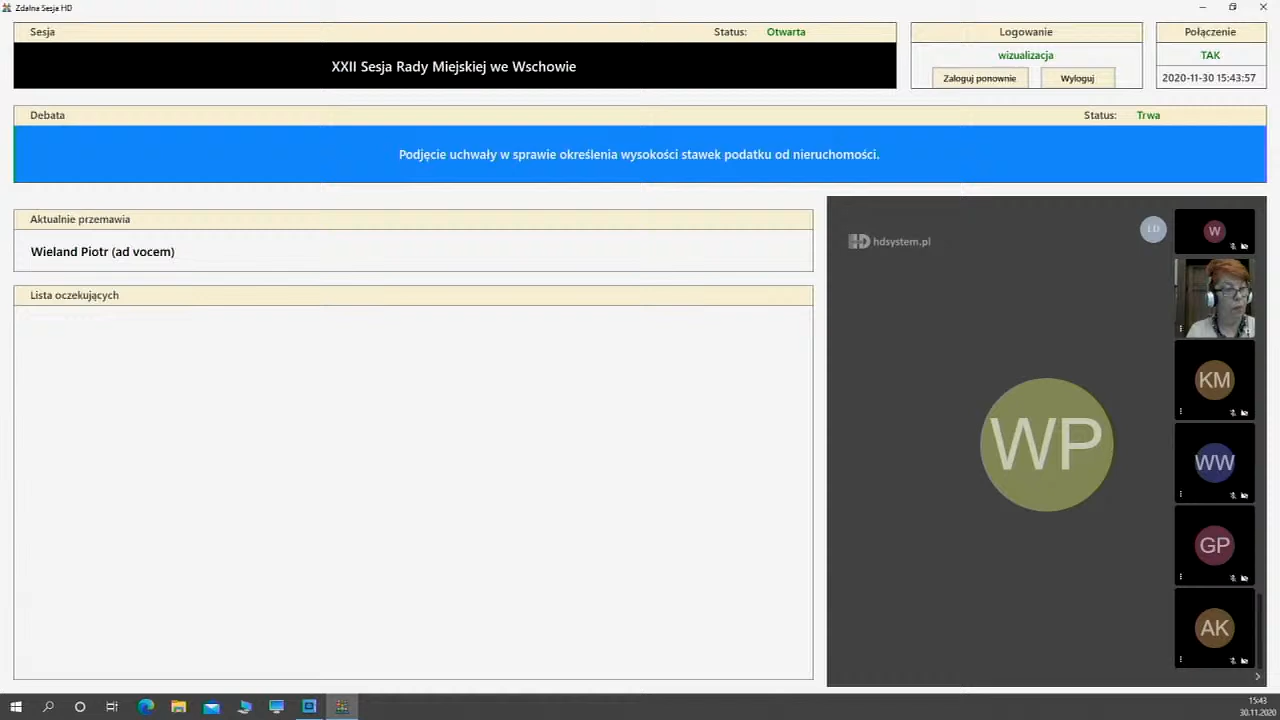 Zdalna Sesja HD
Sesja
Status: Otwarta
XXII Sesja Rady Miejskiej we Wschowie
Logowanie
wizualizacja
Zaloguj ponownie
Wyloguj
Połączenie
TAK
2020-11-30 15:43:57
Debata
Status: Trwa
Podjęcie uchwały w sprawie określenia wysokości stawek podatku od nieruchomości.
Aktualnie przemawia
Wieland Piotr (ad vocem)
Lista oczekujących
HD hdsystem.pl
LD
W
WP
KM
WW
GP
AK
15:43
30.11.2020